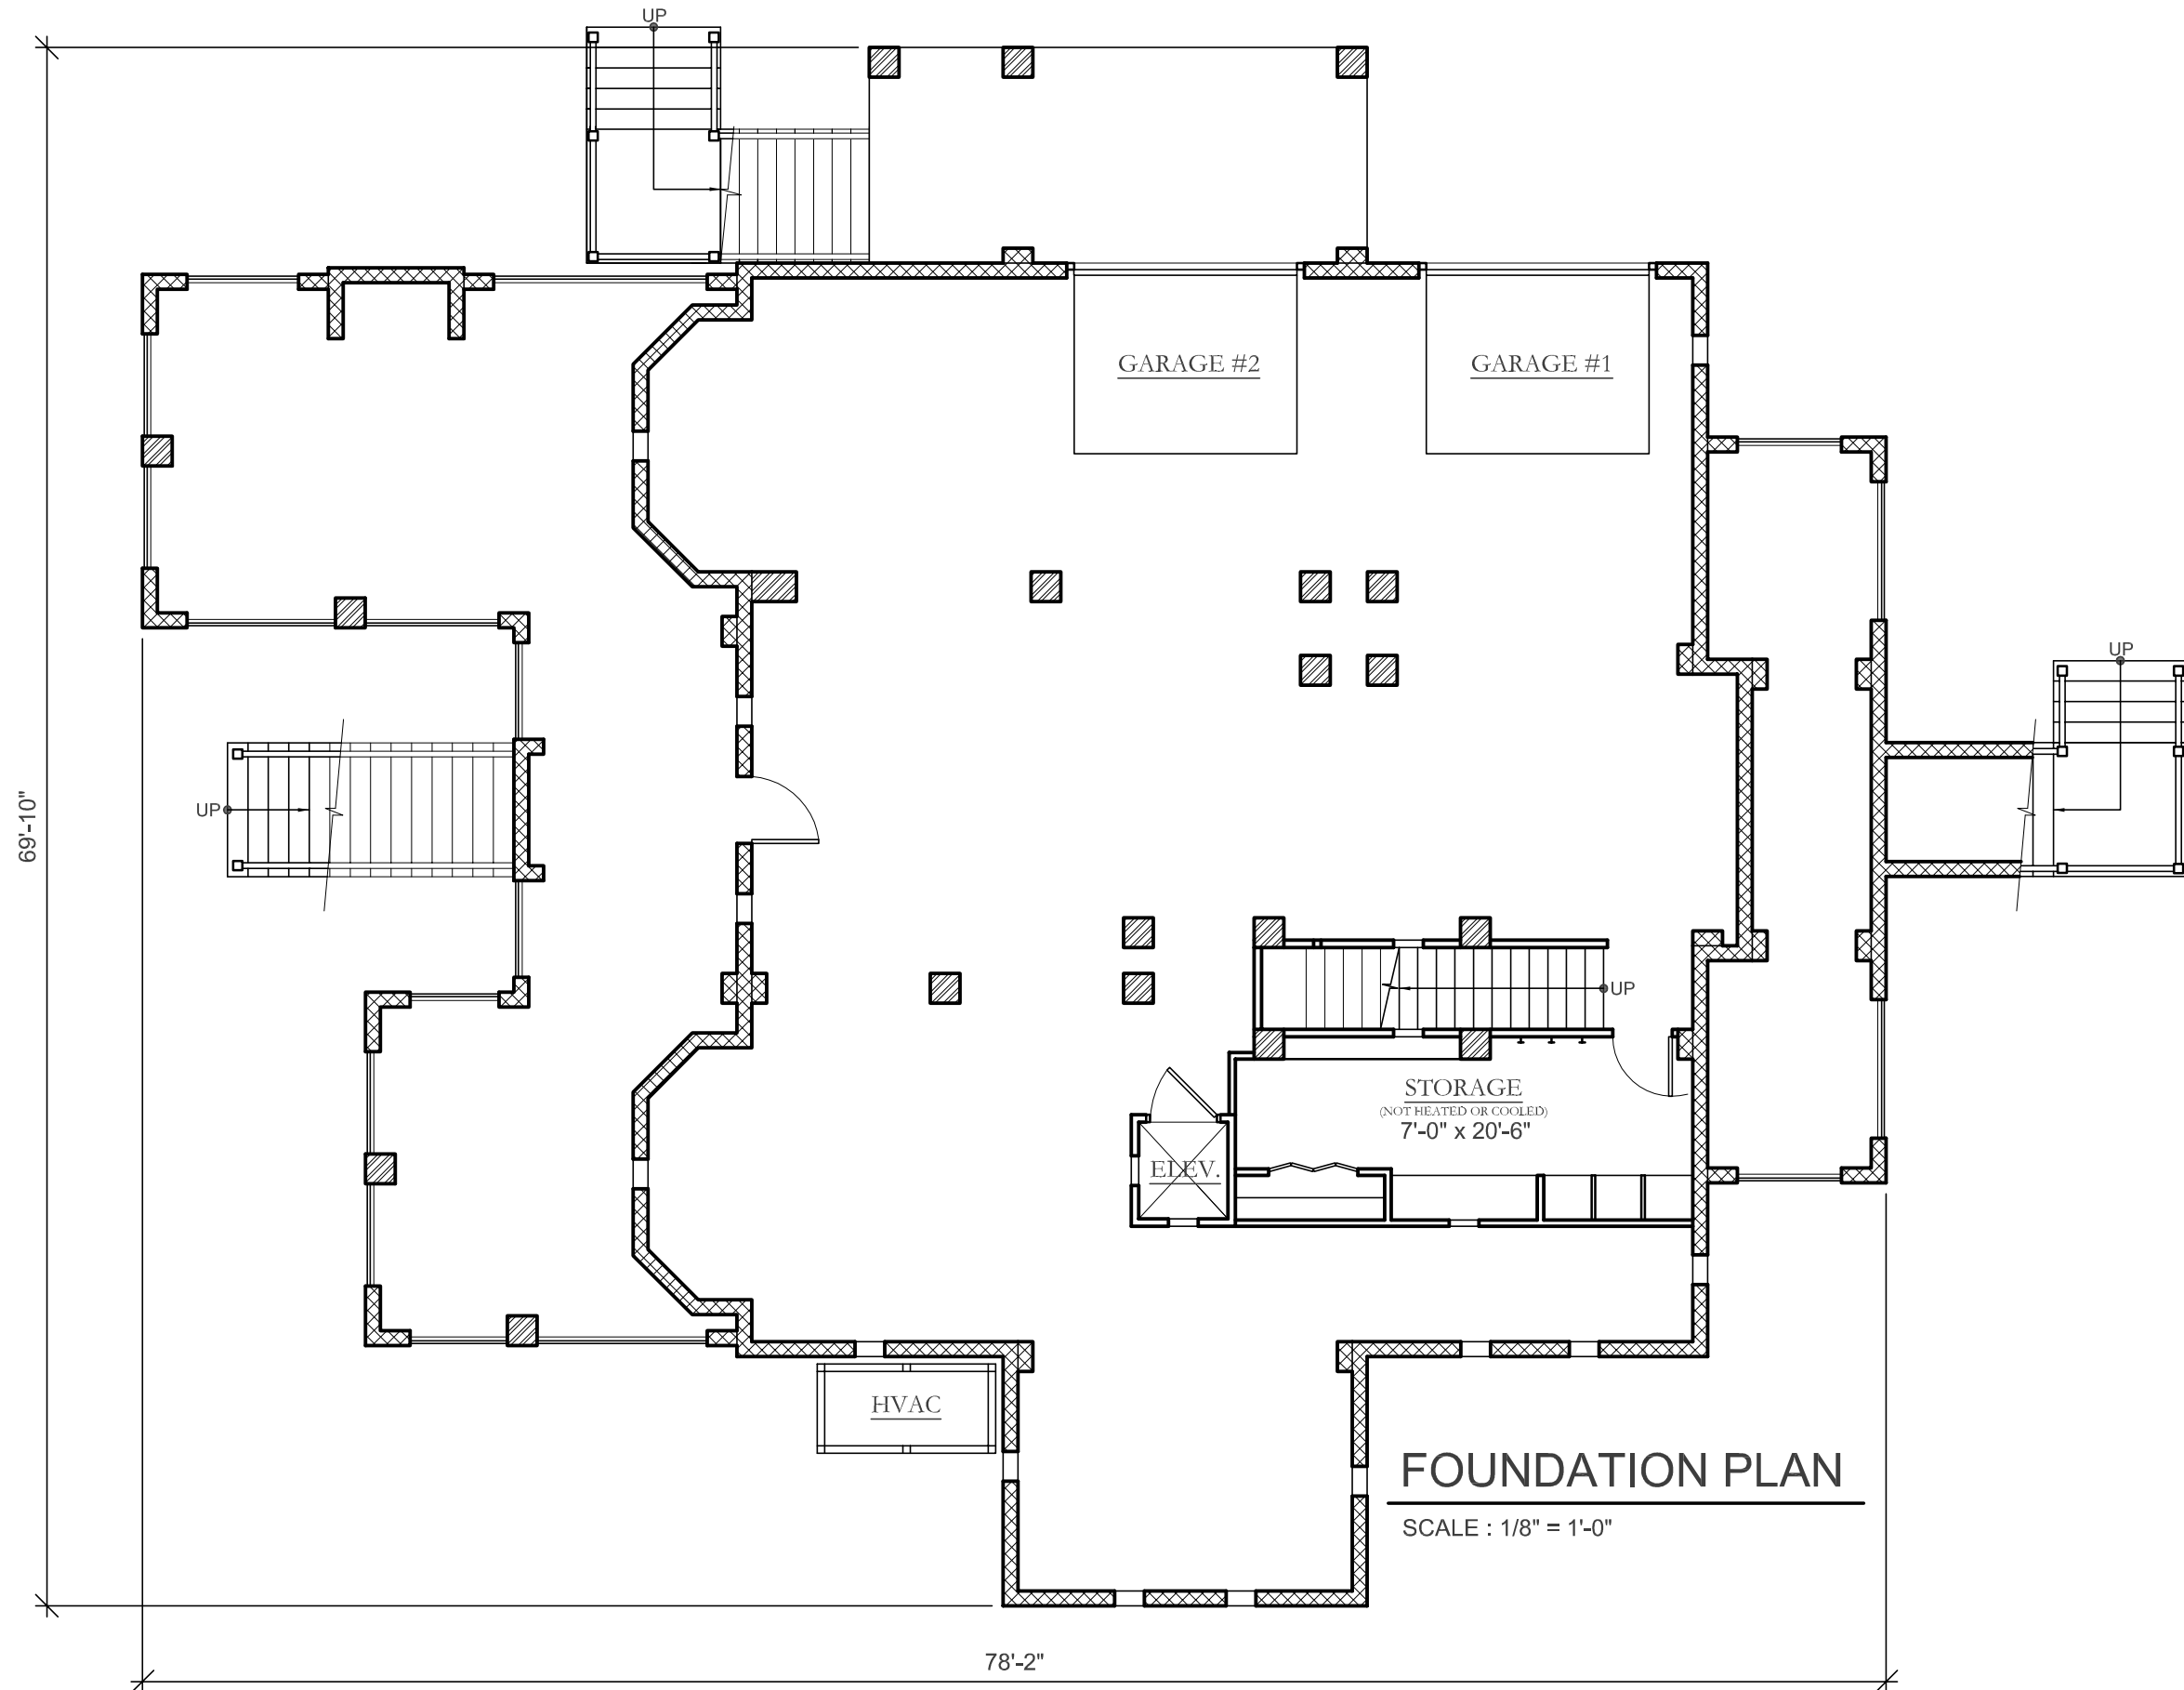 UP
GARAGE #2
GARAGE #1
UP
69'-10"
UP
UP
STORAGE
(NOT HEATED OR COOLED)
7'-0" x 20'-6"
ELEV.
HVAC
FOUNDATION PLAN
SCALE : 1/8" = 1'-0"
78'-2"